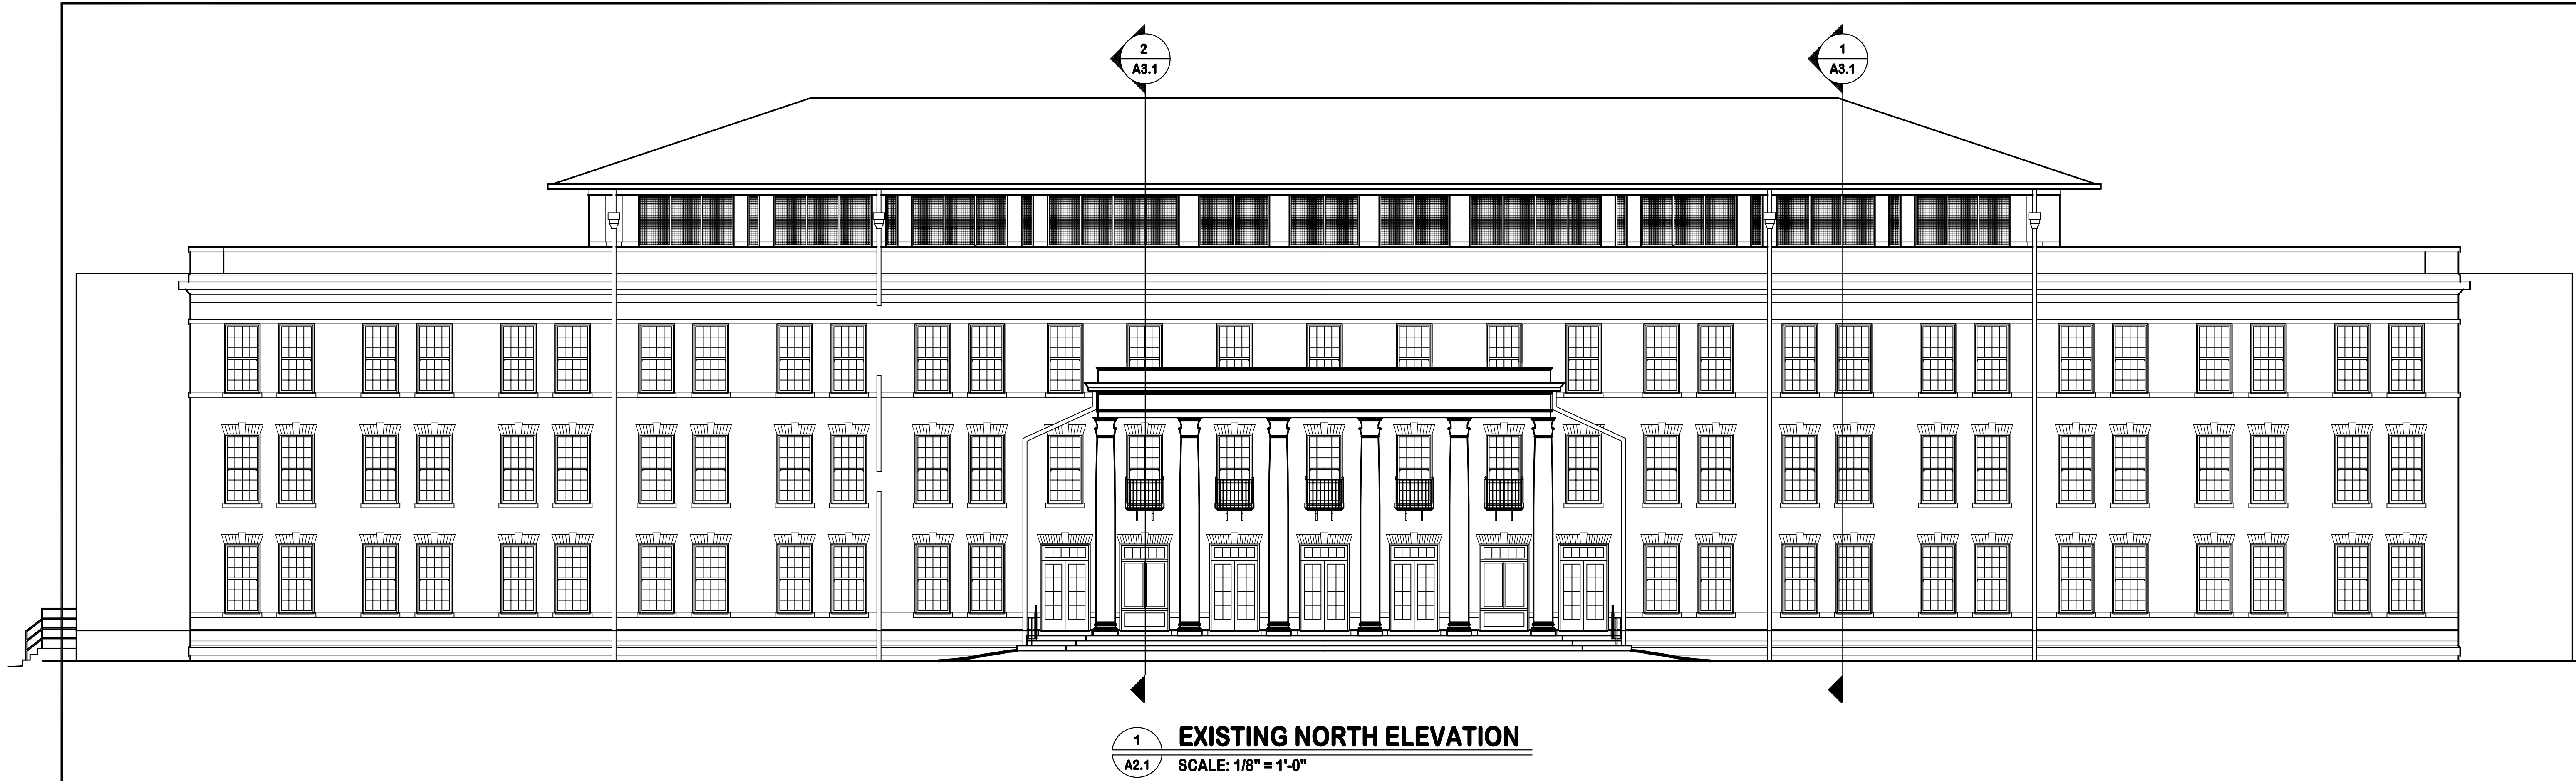 2
A3.1
1
A3.1
1
EXISTING NORTH ELEVATION
A2.1
SCALE: 1/8" = 1'-0"